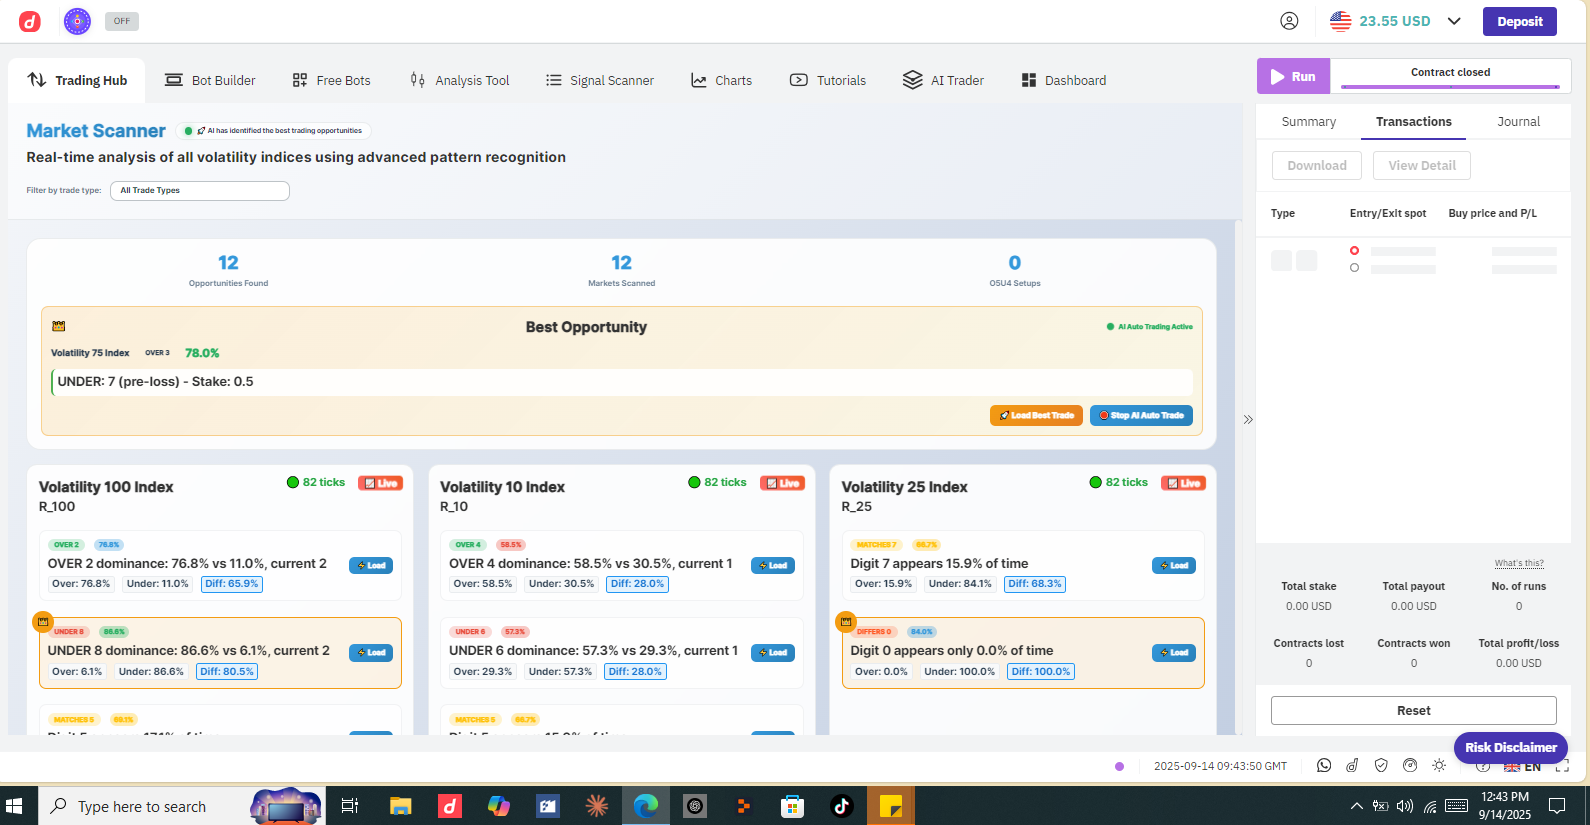 OFF
23.55 USD
Deposit
Trading Hub
Bot Builder
Free Bots
Analysis Tool
Signal Scanner
Charts
Tutorials
AI Trader
Dashboard
Run
Contract closed
Market Scanner
AI has identified the best trading opportunities
Real-time analysis of all volatility indices using advanced pattern recognition
Filter by trade type:
All Trade Types
12
Opportunities Found
12
Markets Scanned
0
O5U4 Setups
Best Opportunity
AI Auto Trading Active
Volatility 75 Index OVER 3 78.0%
UNDER: 7 (pre-loss) - Stake: 0.5
Load Best Trade
Stop AI Auto Trade
Volatility 100 Index
82 ticks
Live
R_100
OVER 2 76.8%
OVER 2 dominance: 76.8% vs 11.0%, current 2
Load
Over: 76.8% Under: 11.0% Diff: 65.9%
UNDER 8 86.6%
UNDER 8 dominance: 86.6% vs 6.1%, current 2
Load
Over: 6.1% Under: 86.6% Diff: 80.5%
MATCHES 5
Volatility 10 Index
82 ticks
Live
R_10
OVER 4 58.5%
OVER 4 dominance: 58.5% vs 30.5%, current 1
Load
Over: 58.5% Under: 30.5% Diff: 28.0%
UNDER 6 57.3%
UNDER 6 dominance: 57.3% vs 29.3%, current 1
Load
Over: 29.3% Under: 57.3% Diff: 28.0%
MATCHES 5
Volatility 25 Index
82 ticks
Live
R_25
MATCHES 7
Digit 7 appears 15.9% of time
Load
Over: 15.9% Under: 84.1% Diff: 68.3%
DIFFERS 0 84.0%
Digit 0 appears only 0.0% of time
Load
Over: 0.0% Under: 100.0% Diff: 100.0%
Summary
Transactions
Journal
Download
View Detail
Type
Entry/Exit spot
Buy price and P/L
What's this?
Total stake
Total payout
No. of runs
0.00 USD
0.00 USD
0
Contracts lost
Contracts won
Total profit/loss
0
0
0.00 USD
Reset
Risk Disclaimer
2025-09-14 09:43:50 GMT
EN
Type here to search
12:43 PM
9/14/2025